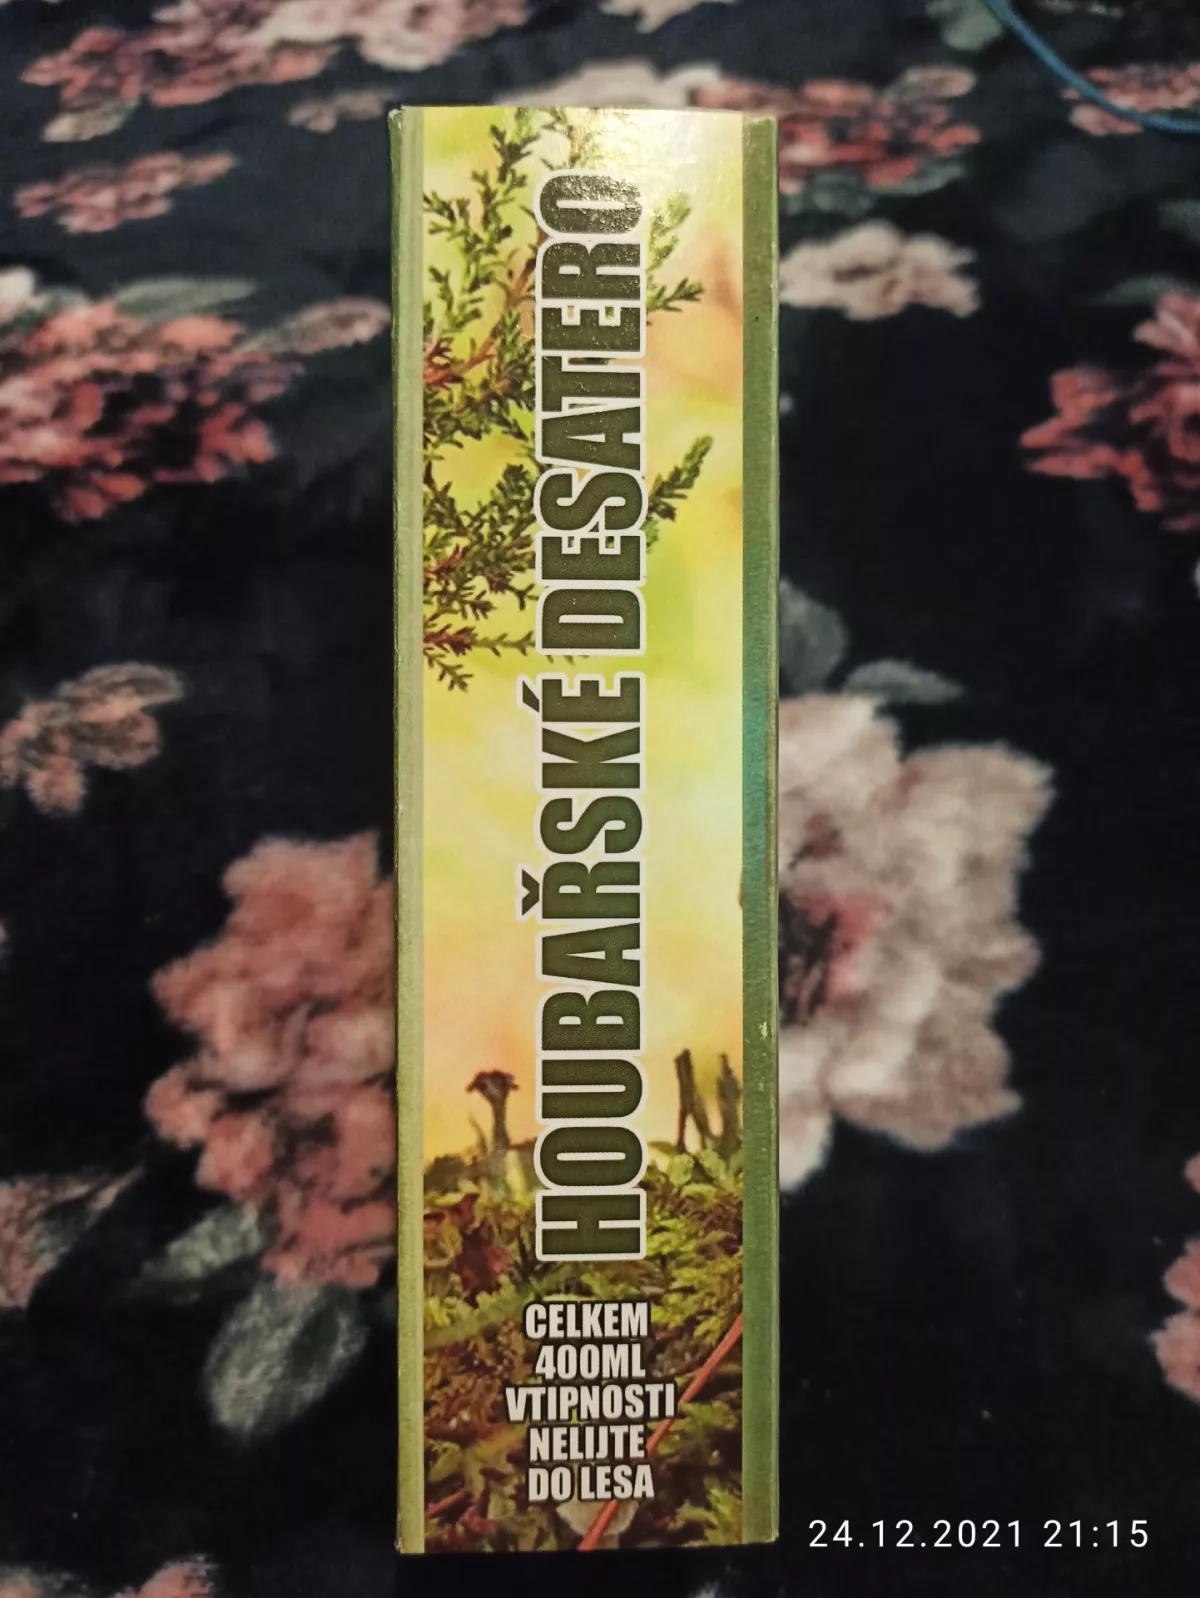 HOUBAŘSKÉ DESATERO
CELKEM
400ML
VTIPNOSTI
NELIJTE
DO LESA
24.12.2021 21:15